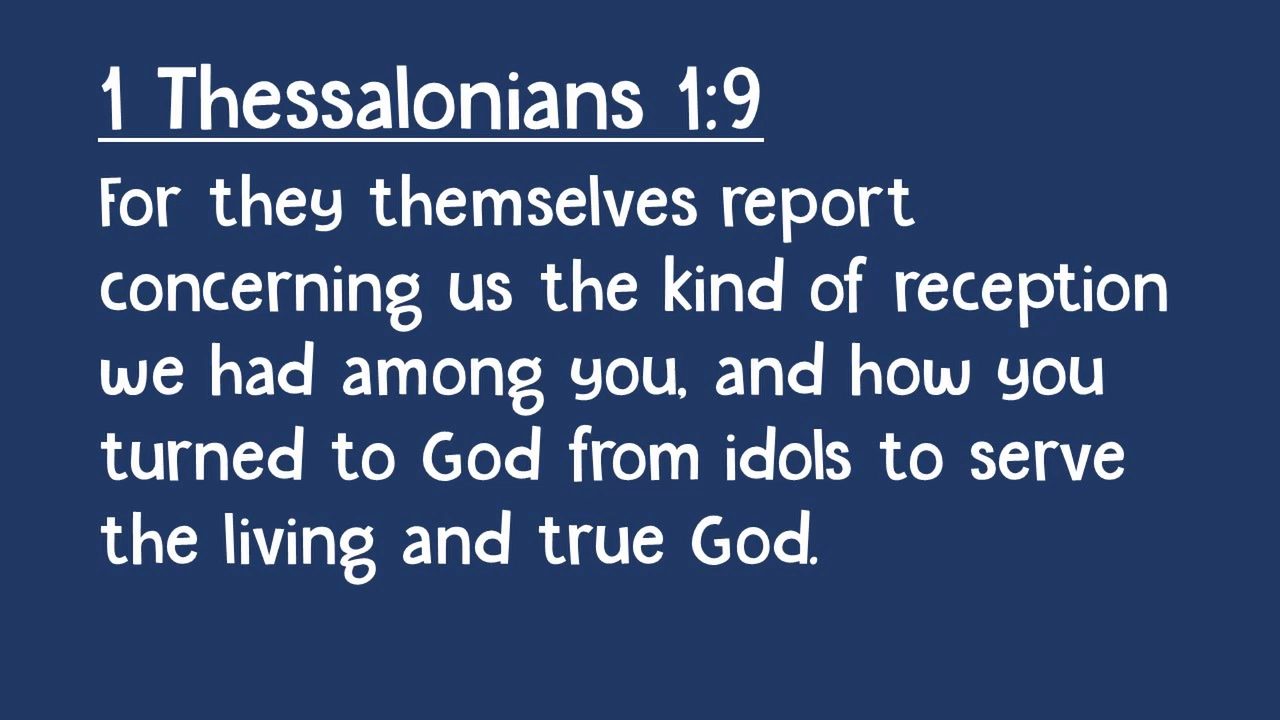 1 Thessalonians 1:9
For they themselves report
concerning us the kind of reception
we had among you, and how you
turned to God from idols to serve
the living and true God.